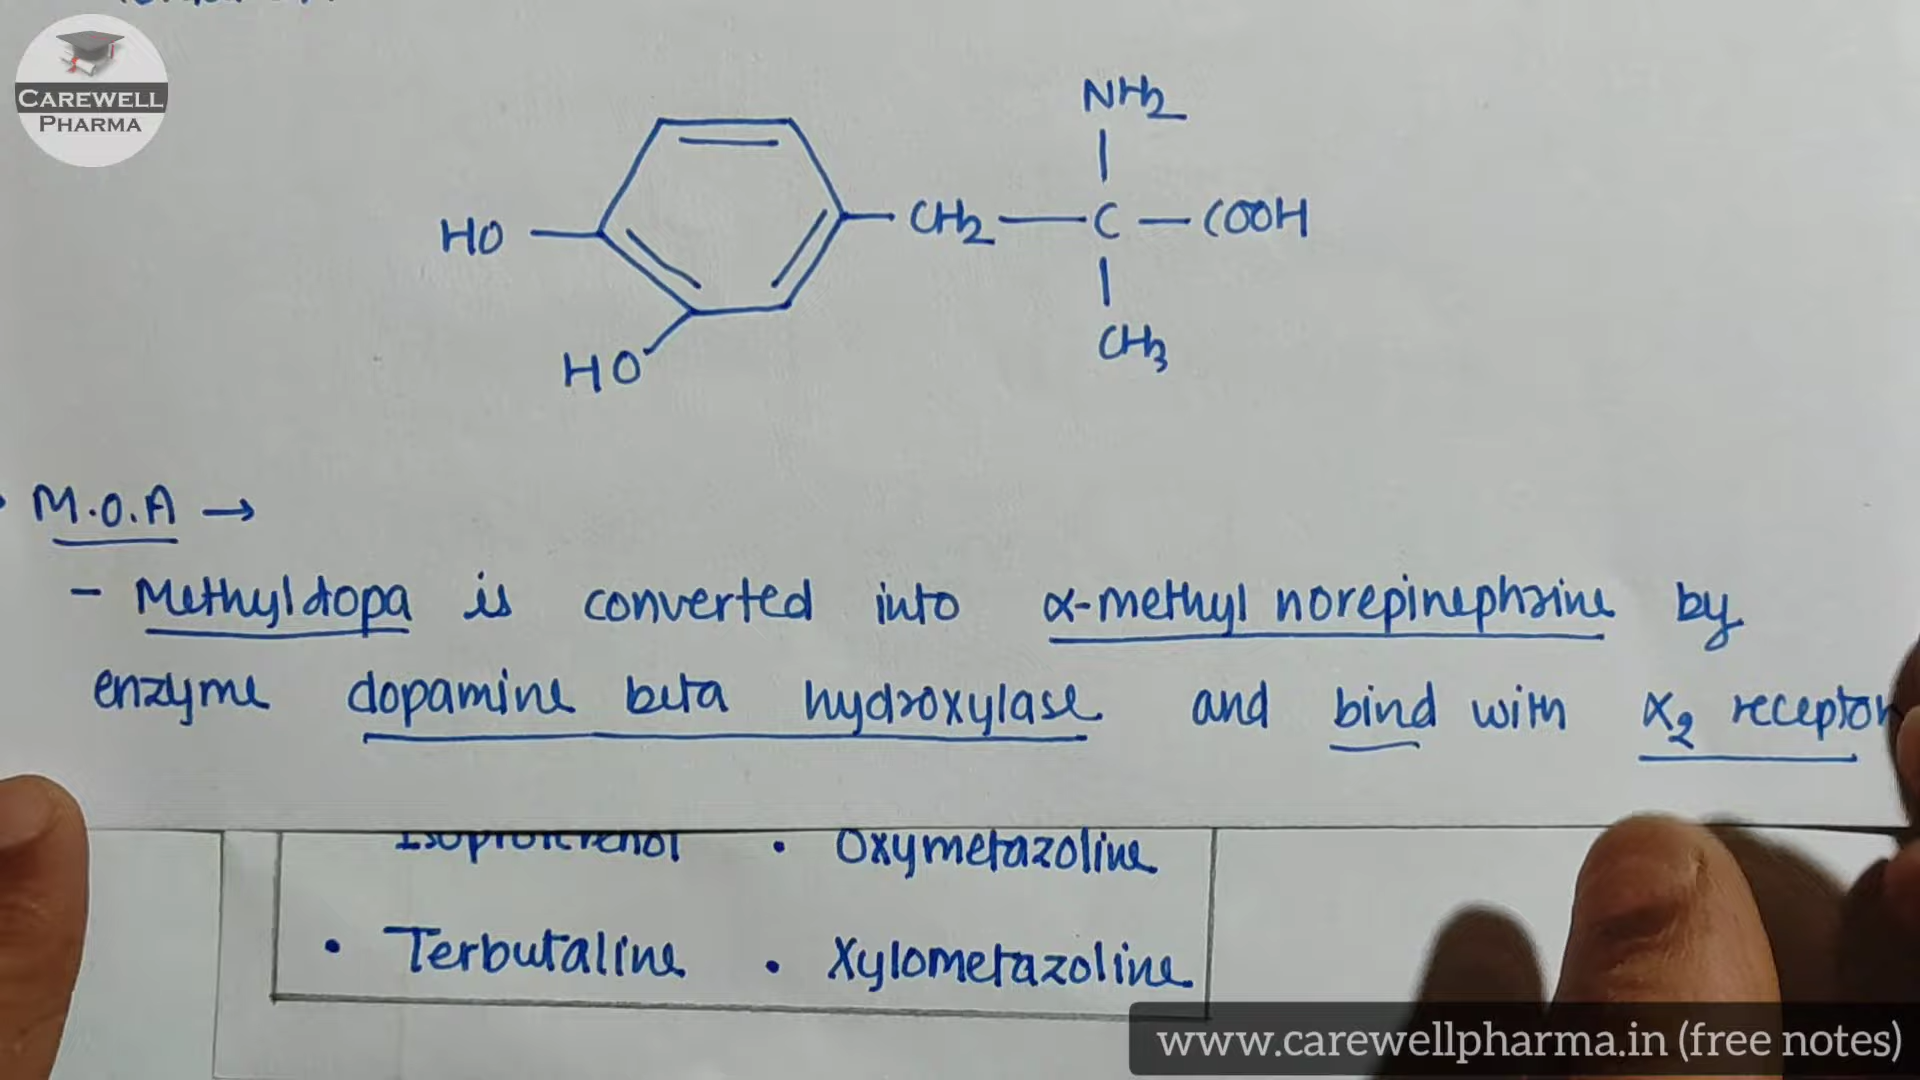 CAREWELL
PHARMA
NH2
HO
CH2
C
COOH
HO
CH3
M.O.A →
- Methyldopa is converted into α-methyl norepinephrine by
enzyme dopamine beta hydroxylase and bind with α2 receptor
Isoproterenol • Oxymetazoline
• Terbutaline • Xylometazoline
www.carewellpharma.in (free notes)